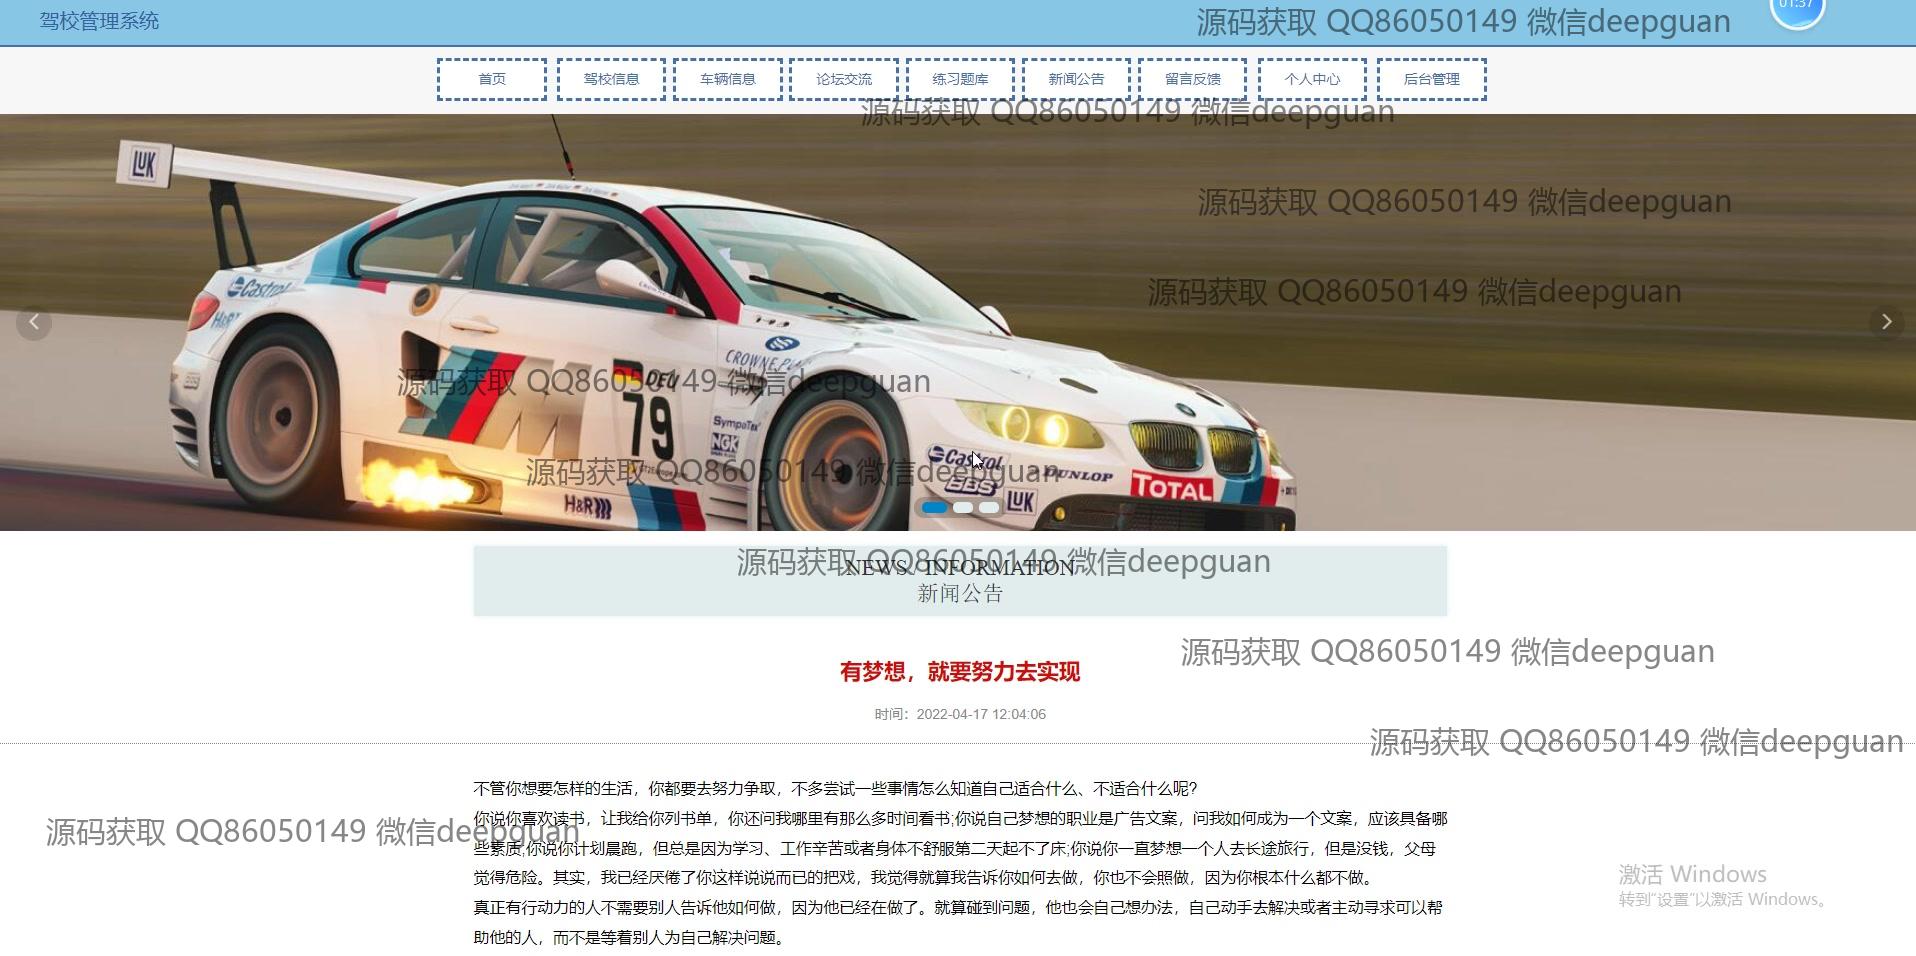 驾校管理系统
源码获取 QQ86050149 微信deepguan
01:37
首页
驾校信息
车辆信息
论坛交流
练习题库
新闻公告
留言反馈
个人中心
后台管理
源码获取 QQ86050149 微信deepguan
LUK
源码获取 QQ86050149 微信deepguan
Castrol
H&R
源码获取 QQ86050149 微信deepguan
CROWNE PLAZA
源码获取 QQ86050149 微信deepguan
DEU
79
M
SympaTex
NGK
源码获取 QQ86050149 微信deepguan
Castrol
DUNLOP
BBS
TOTAL
LUK
H&R
源码获取 QQ86050149 微信deepguan
NEWS / INFORMATION
新闻公告
源码获取 QQ86050149 微信deepguan
有梦想，就要努力去实现
时间：2022-04-17 12:04:06
源码获取 QQ86050149 微信deepguan
不管你想要怎样的生活，你都要去努力争取，不多尝试一些事情怎么知道自己适合什么、不适合什么呢?
你说你喜欢读书，让我给你列书单，你还问我哪里有那么多时间看书;你说自己梦想的职业是广告文案，问我如何成为一个文案，应该具备哪
源码获取 QQ86050149 微信deepguan
些素质;你说你计划晨跑，但总是因为学习、工作辛苦或者身体不舒服第二天起不了床;你说你一直梦想一个人去长途旅行，但是没钱，父母
觉得危险。其实，我已经厌倦了你这样说说而已的把戏，我觉得就算我告诉你如何去做，你也不会照做，因为你根本什么都不做。
真正有行动力的人不需要别人告诉他如何做，因为他已经在做了。就算碰到问题，他也会自己想办法，自己动手去解决或者主动寻求可以帮
助他的人，而不是等着别人为自己解决问题。
激活 Windows
转到"设置"以激活 Windows。